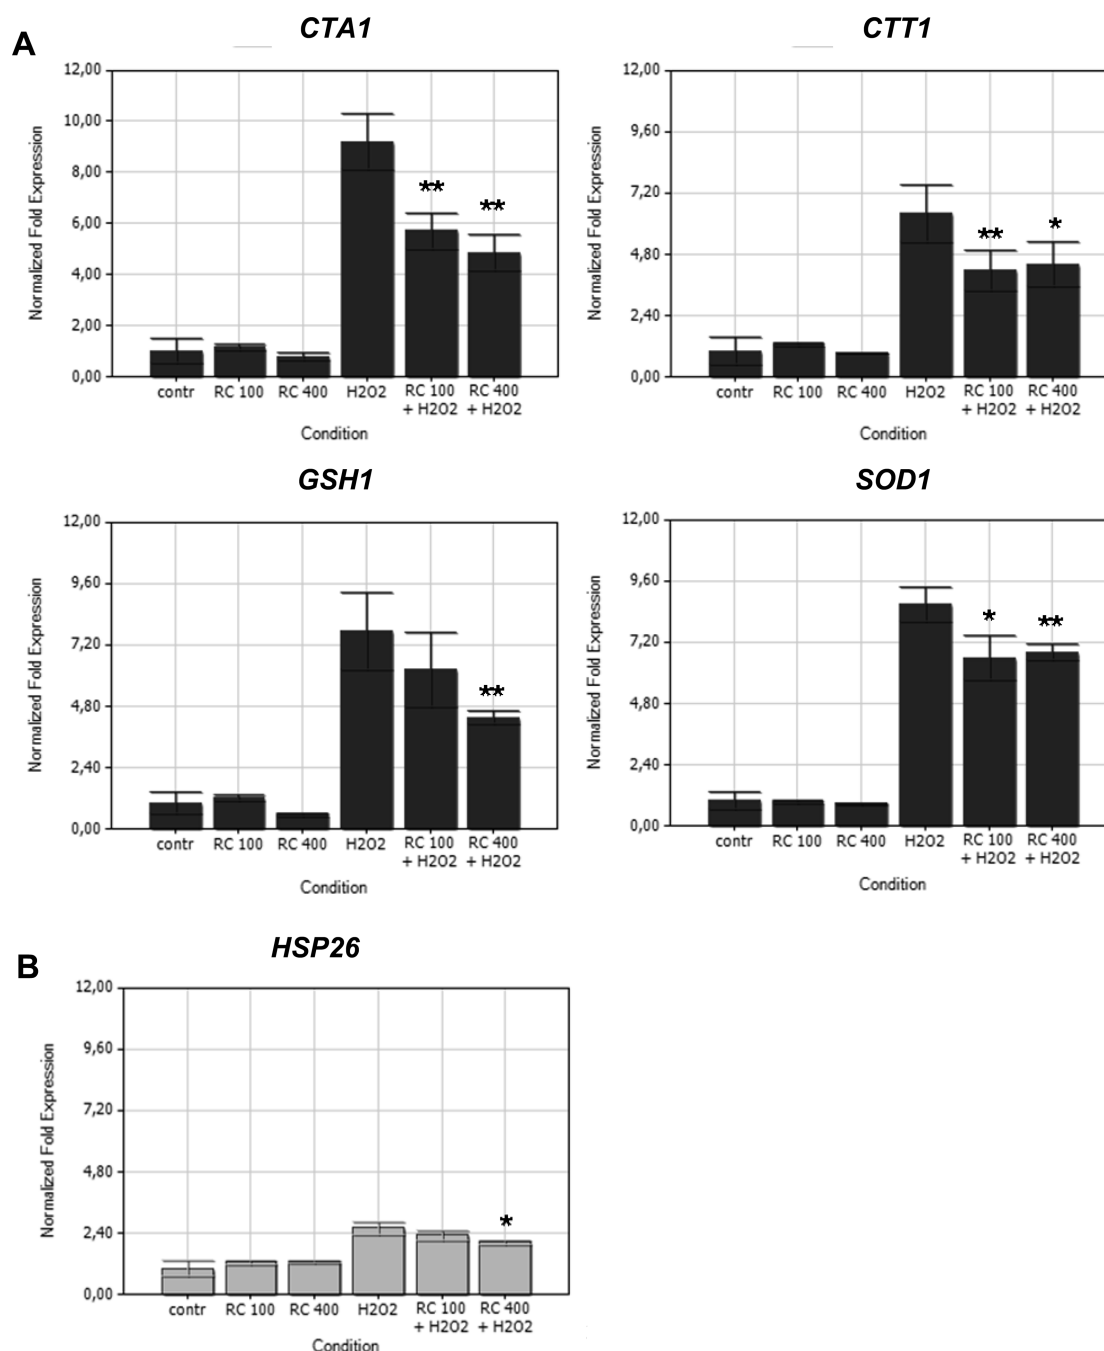 A
CTA1
12,00
10,00
8,00
6,00
4,00
2,00
0,00
Normalized Fold Expression
**
**
contr RC 100 RC 400 H2O2 RC 100 RC 400
+ H2O2 + H2O2
Condition
CTT1
12,00
9,60
7,20
4,80
2,40
0,00
Normalized Fold Expression
**
*
contr RC 100 RC 400 H2O2 RC 100 RC 400
+ H2O2 + H2O2
Condition
GSH1
12,00
9,60
7,20
4,80
2,40
0,00
Normalized Fold Expression
**
contr RC 100 RC 400 H2O2 RC 100 RC 400
+ H2O2 + H2O2
Condition
SOD1
12,00
9,60
7,20
4,80
2,40
0,00
Normalized Fold Expression
*
**
contr RC 100 RC 400 H2O2 RC 100 RC 400
+ H2O2 + H2O2
Condition
B
HSP26
12,00
9,60
7,20
4,80
2,40
0,00
Normalized Fold Expression
*
contr RC 100 RC 400 H2O2 RC 100 RC 400
+ H2O2 + H2O2
Condition